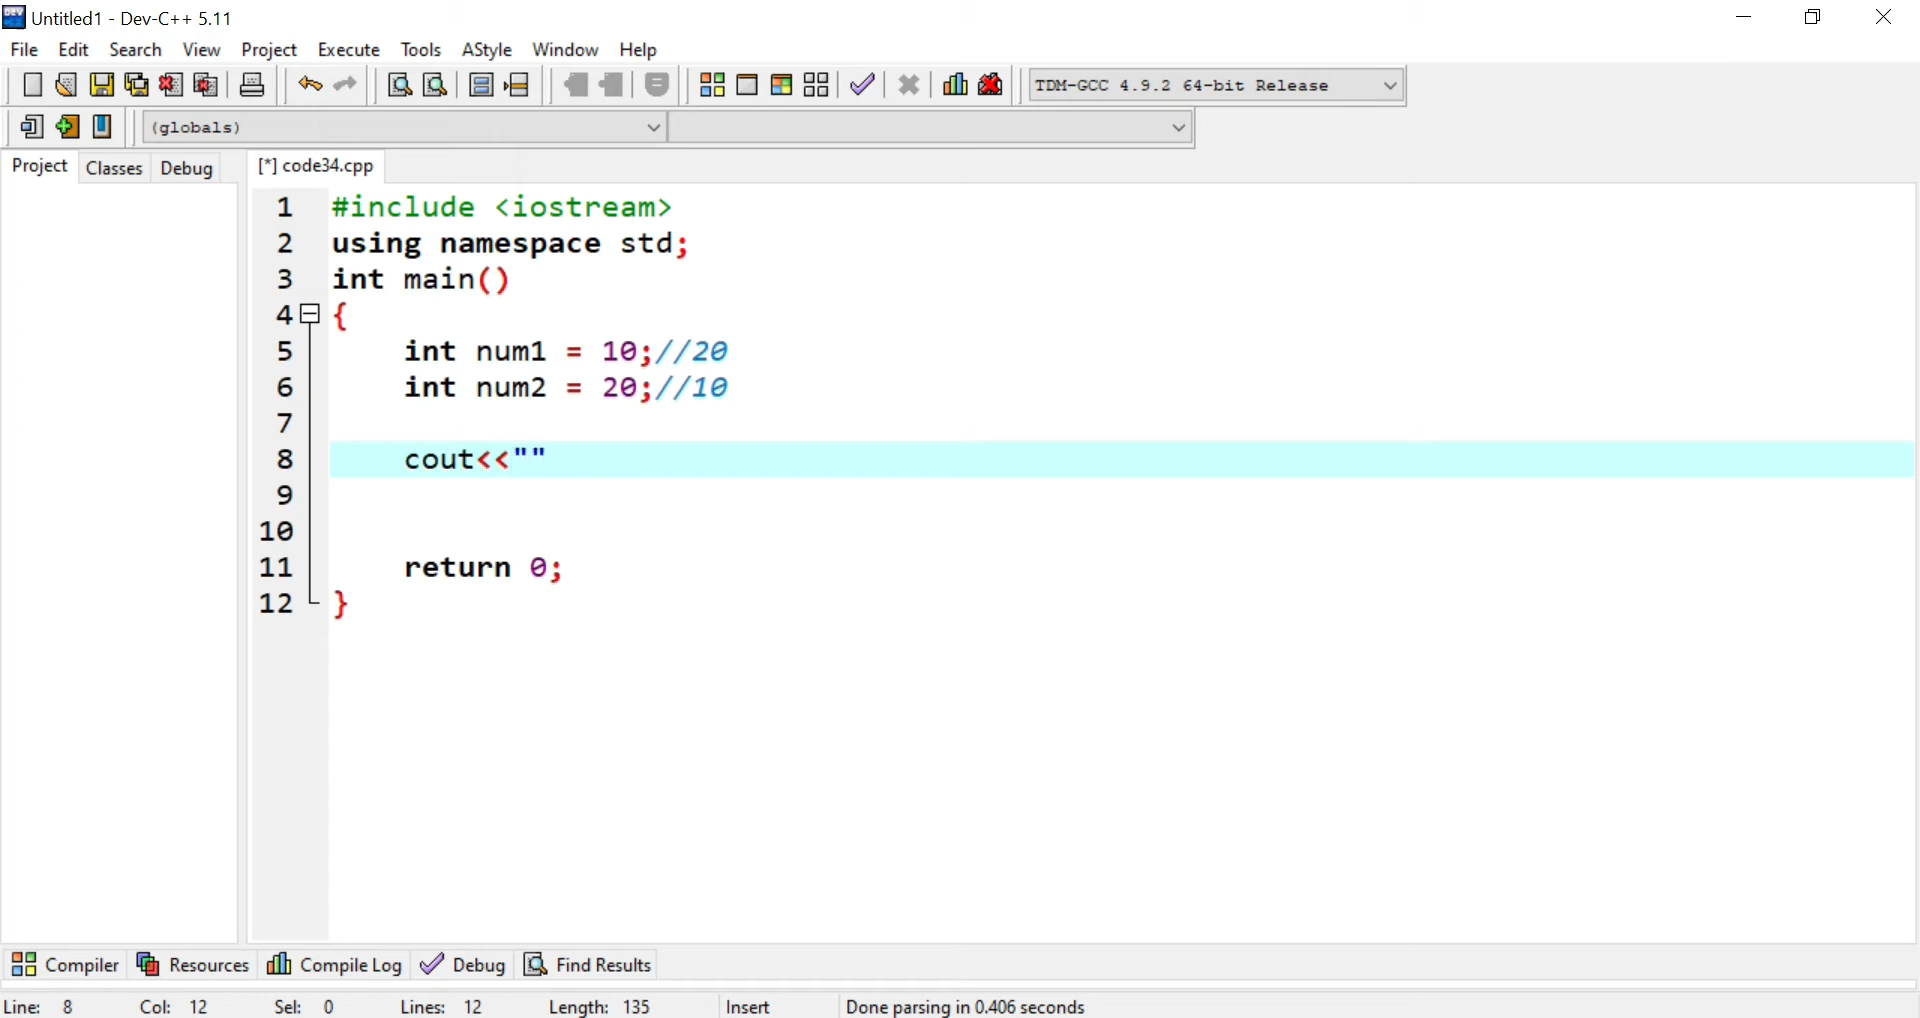 Untitled1 - Dev-C++ 5.11
File Edit Search View Project Execute Tools AStyle Window Help
TDM-GCC 4.9.2 64-bit Release
(globals)
Project Classes Debug [*] code34.cpp
1 #include <iostream>
2 using namespace std;
3 int main()
4 {
5 int num1 = 10;//20
6 int num2 = 20;//10
7
8 cout<<""
9
10
11 return 0;
12 }
Compiler Resources Compile Log Debug Find Results
Line: 8 Col: 12 Sel: 0 Lines: 12 Length: 135 Insert Done parsing in 0.406 seconds